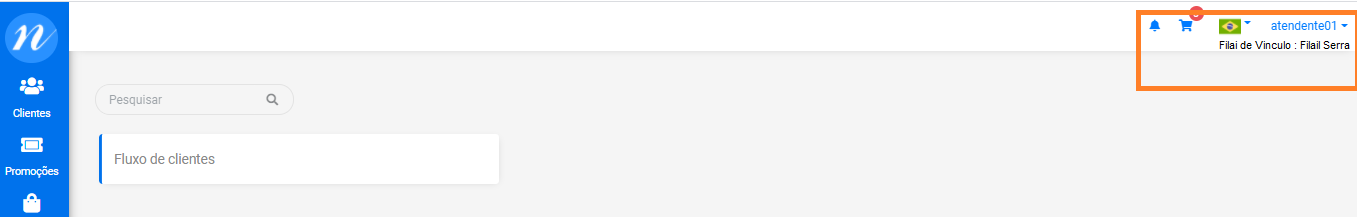 atendente01
Filai de Vinculo : Filail Serra
Pesquisar
Clientes
Fluxo de clientes
Promoções